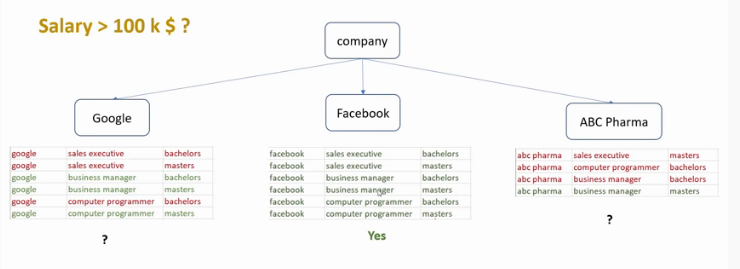 Salary > 100 k $ ?
company
Google
Facebook
ABC Pharma
google sales executive bachelors
google sales executive masters
google business manager bachelors
google business manager masters
google computer programmer bachelors
google computer programmer masters
?
facebook sales executive bachelors
facebook sales executive masters
facebook business manager bachelors
facebook business manager masters
facebook computer programmer bachelors
facebook computer programmer masters
Yes
abc pharma sales executive masters
abc pharma computer programmer bachelors
abc pharma business manager bachelors
abc pharma business manager masters
?